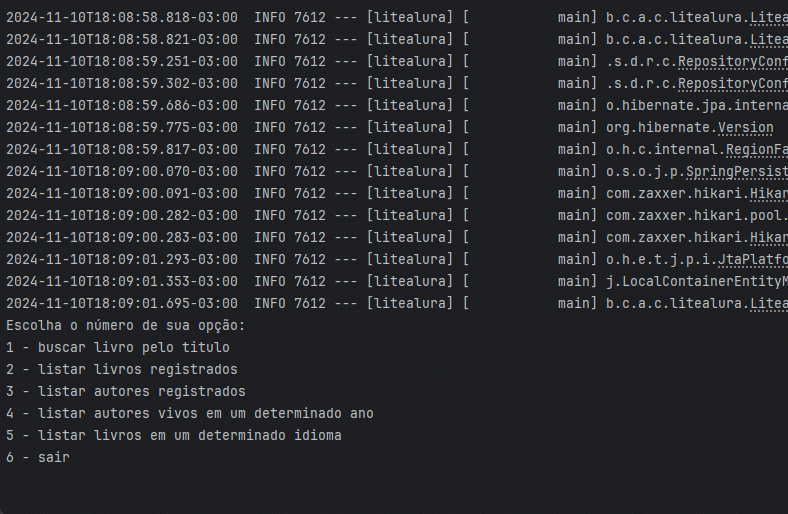 2024-11-10T18:08:58.818-03:00  INFO 7612 --- [litealura] [           main] b.c.a.c.litealura.Litea
2024-11-10T18:08:58.821-03:00  INFO 7612 --- [litealura] [           main] b.c.a.c.litealura.Litea
2024-11-10T18:08:59.251-03:00  INFO 7612 --- [litealura] [           main] .s.d.r.c.RepositoryConf
2024-11-10T18:08:59.302-03:00  INFO 7612 --- [litealura] [           main] .s.d.r.c.RepositoryConf
2024-11-10T18:08:59.686-03:00  INFO 7612 --- [litealura] [           main] o.hibernate.jpa.interna
2024-11-10T18:08:59.775-03:00  INFO 7612 --- [litealura] [           main] org.hibernate.Version
2024-11-10T18:08:59.817-03:00  INFO 7612 --- [litealura] [           main] o.h.c.internal.RegionFa
2024-11-10T18:09:00.070-03:00  INFO 7612 --- [litealura] [           main] o.s.o.j.p.SpringPersist
2024-11-10T18:09:00.091-03:00  INFO 7612 --- [litealura] [           main] com.zaxxer.hikari.Hikar
2024-11-10T18:09:00.282-03:00  INFO 7612 --- [litealura] [           main] com.zaxxer.hikari.pool.
2024-11-10T18:09:00.283-03:00  INFO 7612 --- [litealura] [           main] com.zaxxer.hikari.Hikar
2024-11-10T18:09:01.293-03:00  INFO 7612 --- [litealura] [           main] o.h.e.t.j.p.i.JtaPlatfo
2024-11-10T18:09:01.353-03:00  INFO 7612 --- [litealura] [           main] j.LocalContainerEntityM
2024-11-10T18:09:01.695-03:00  INFO 7612 --- [litealura] [           main] b.c.a.c.litealura.Litea
Escolha o número de sua opção:
1 - buscar livro pelo titulo
2 - listar livros registrados
3 - listar autores registrados
4 - listar autores vivos em um determinado ano
5 - listar livros em um determinado idioma
6 - sair